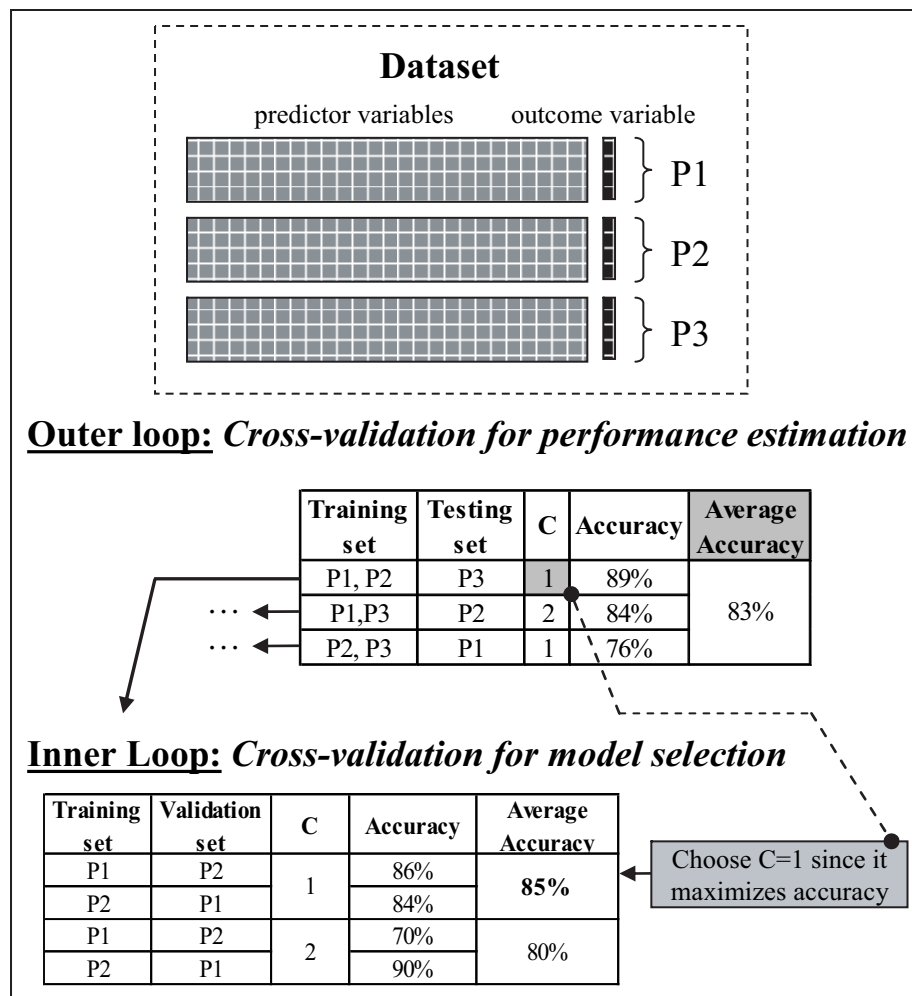 Dataset
predictor variables outcome variable
P1
P2
P3
Outer loop: Cross-validation for performance estimation
Training set Testing set C Accuracy Average Accuracy
P1, P2 P3 1 89%
... P1,P3 P2 2 84% 83%
... P2, P3 P1 1 76%
Inner Loop: Cross-validation for model selection
Training set Validation set C Accuracy Average Accuracy
P1 P2 1 86% 85%
P2 P1 84%
P1 P2 2 70% 80%
P2 P1 90%
Choose C=1 since it
maximizes accuracy